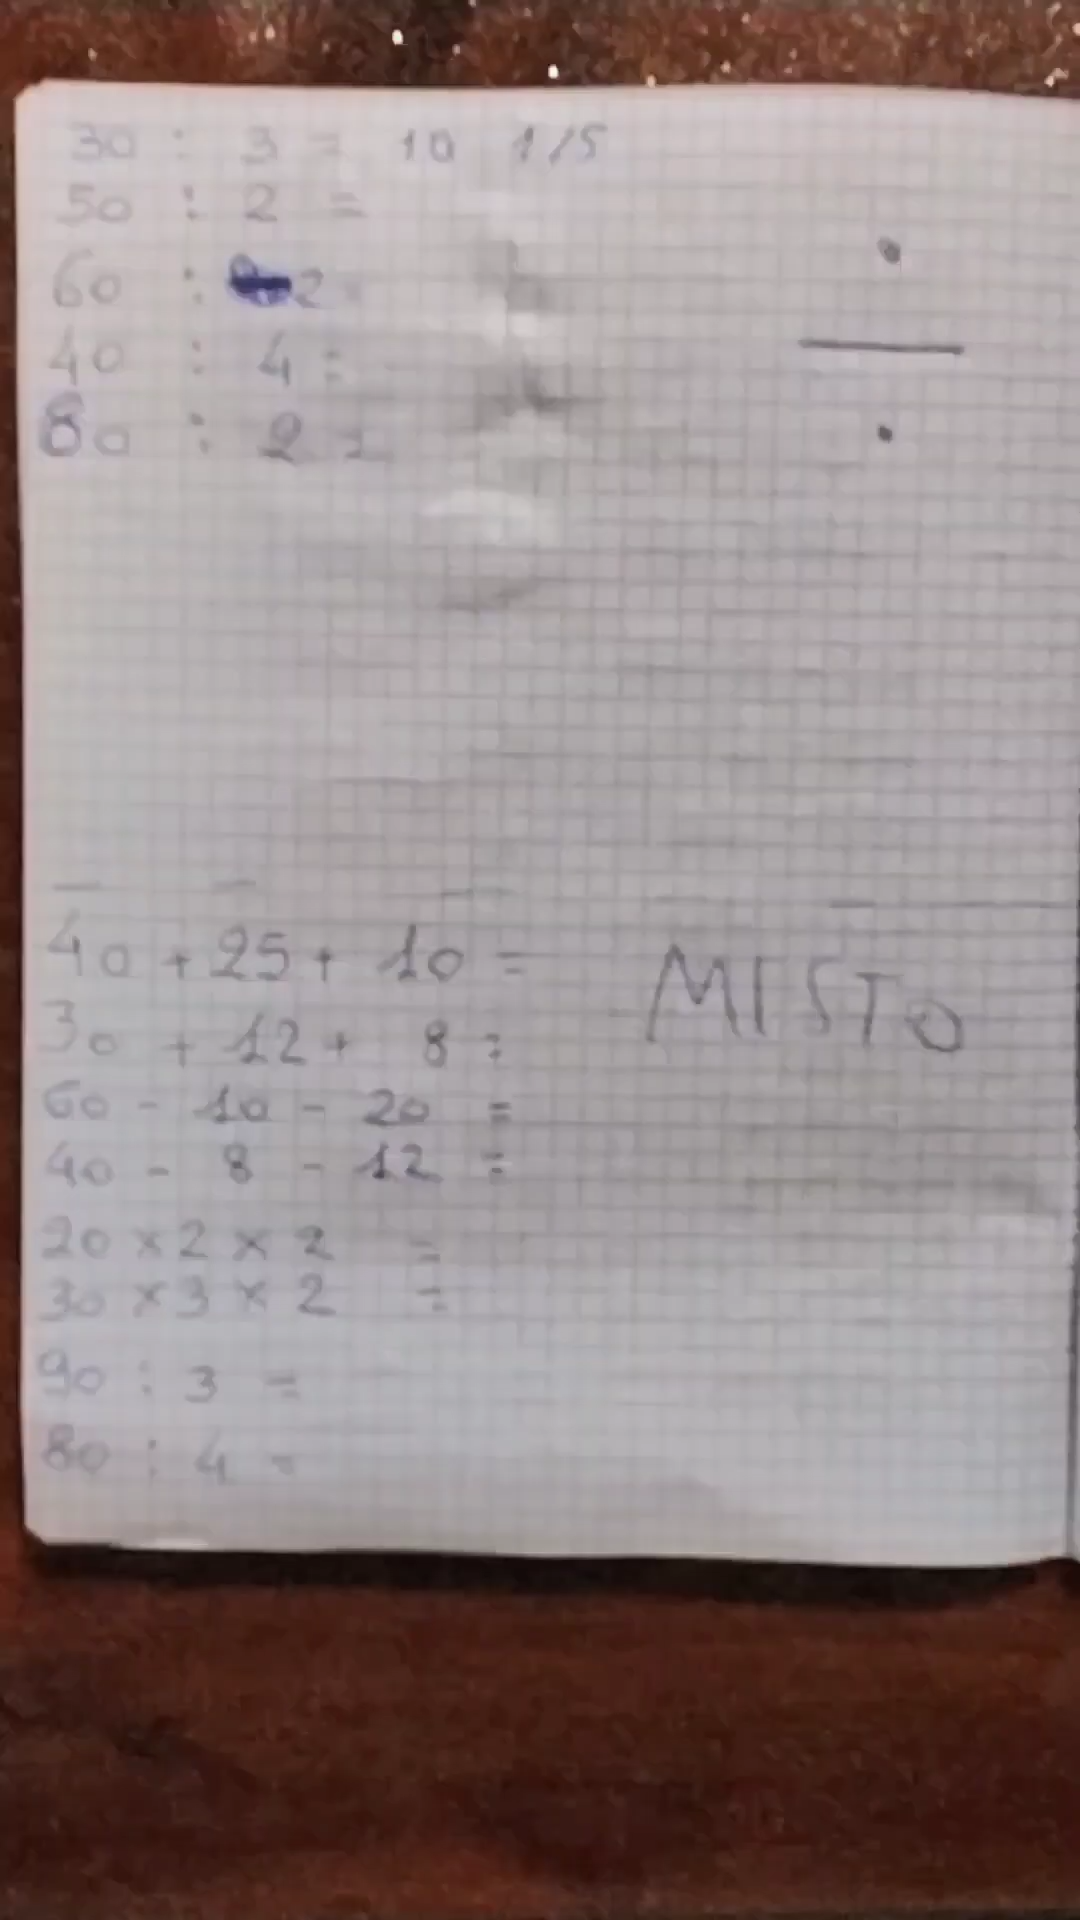 30 : 3 = 10 1/5
50 : 2 =
60 : 2 =
40 : 4 =
80 : 2 =
40 + 25 + 10 =
MISTO
30 + 12 + 8 =
60 - 10 - 20 =
40 - 8 - 12 =
20 x 2 x 2 =
30 x 3 x 2 =
90 : 3 =
80 : 4 =